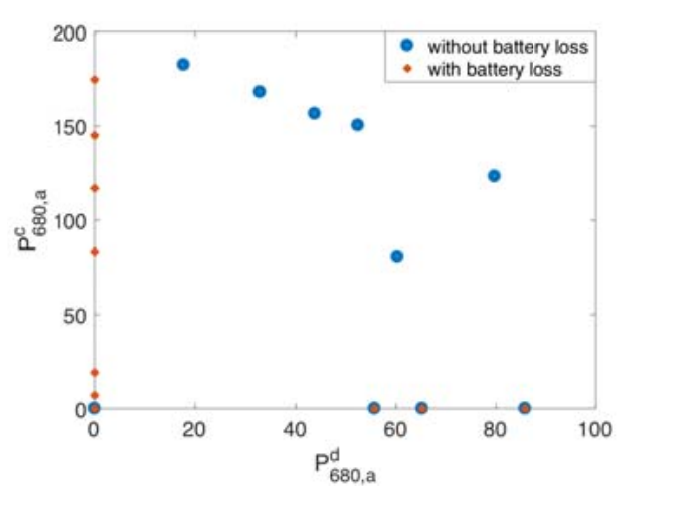 200
without battery loss
with battery loss
150
100
50
0
P^c_680,a
0 20 40 60 80 100
P^d_680,a